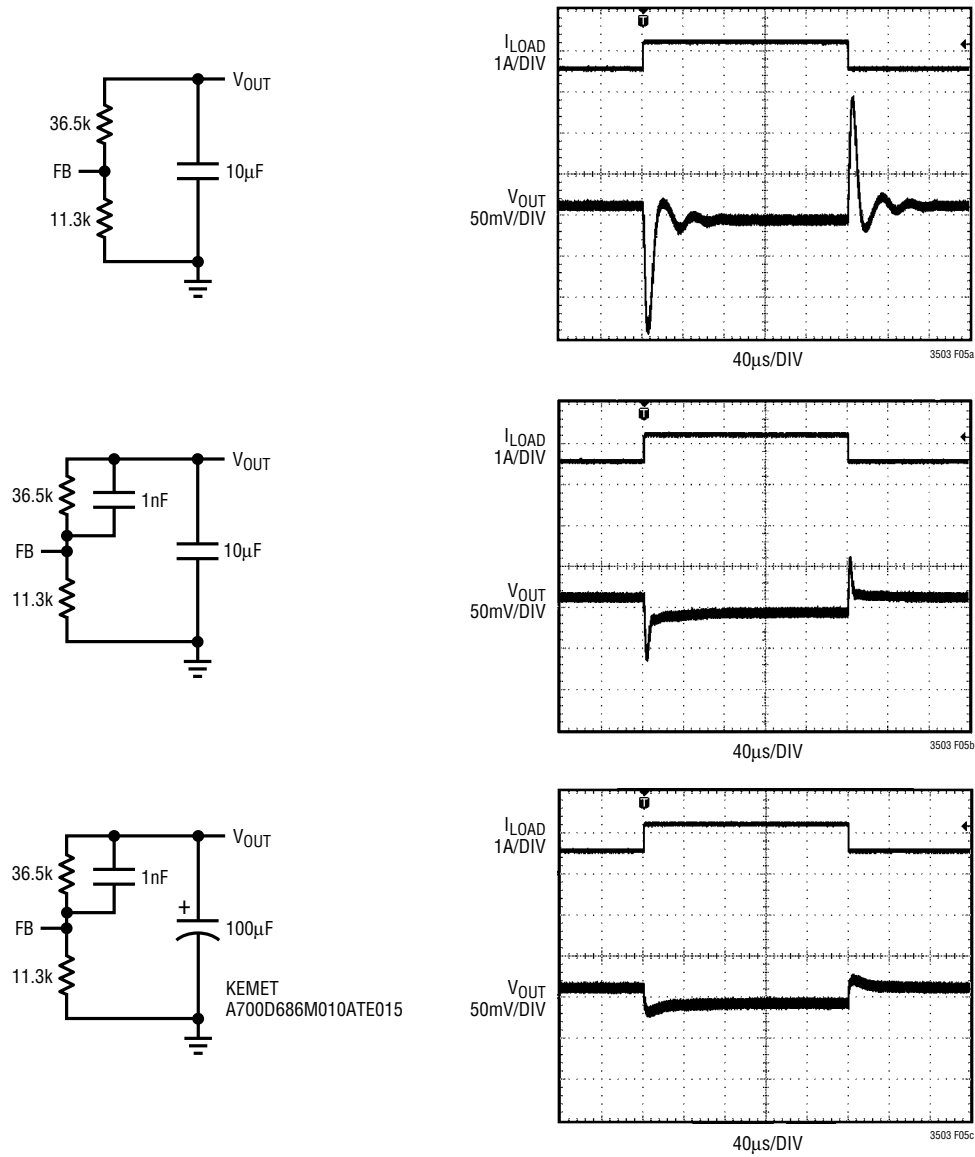 VOUT
36.5k
FB
10µF
11.3k
T
ILOAD
1A/DIV
VOUT
50mV/DIV
40µs/DIV
3503 F05a
VOUT
36.5k
1nF
FB
10µF
11.3k
T
ILOAD
1A/DIV
VOUT
50mV/DIV
40µs/DIV
3503 F05b
VOUT
36.5k
1nF
+
FB
100µF
11.3k
KEMET
A700D686M010ATE015
T
ILOAD
1A/DIV
VOUT
50mV/DIV
40µs/DIV
3503 F05c